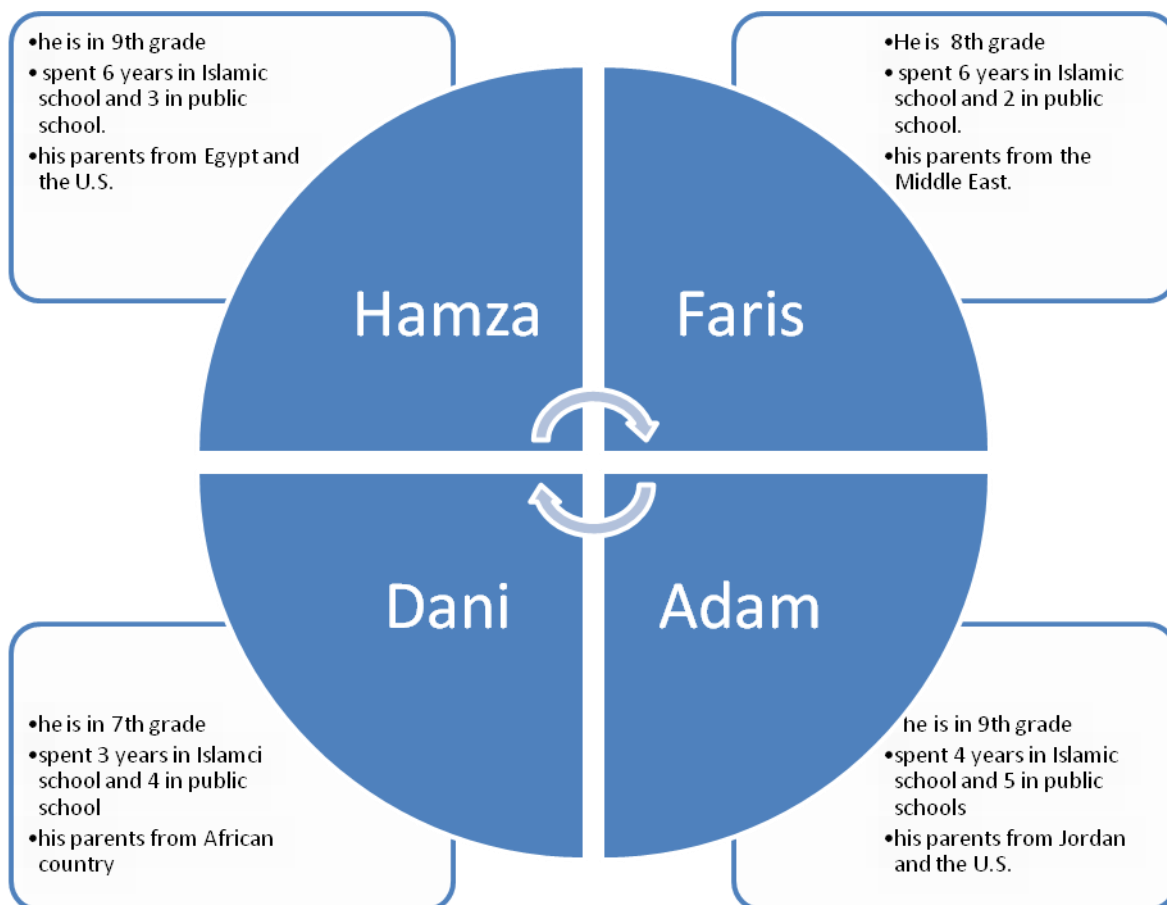 •he is in 9th grade
• spent 6 years in Islamic
school and 3 in public
school.
•his parents from Egypt and
the U.S.
•He is  8th grade
• spent 6 years in Islamic
school and 2 in public
school.
•his parents from the
Middle East.
Hamza
Faris
Dani
Adam
•he is in 7th grade
•spent 3 years in Islamci
school and 4 in public
school
•his parents from African
country
he is in 9th grade
•spent 4 years in Islamic
school and 5 in public
schools
•his parents from Jordan
and the U.S.